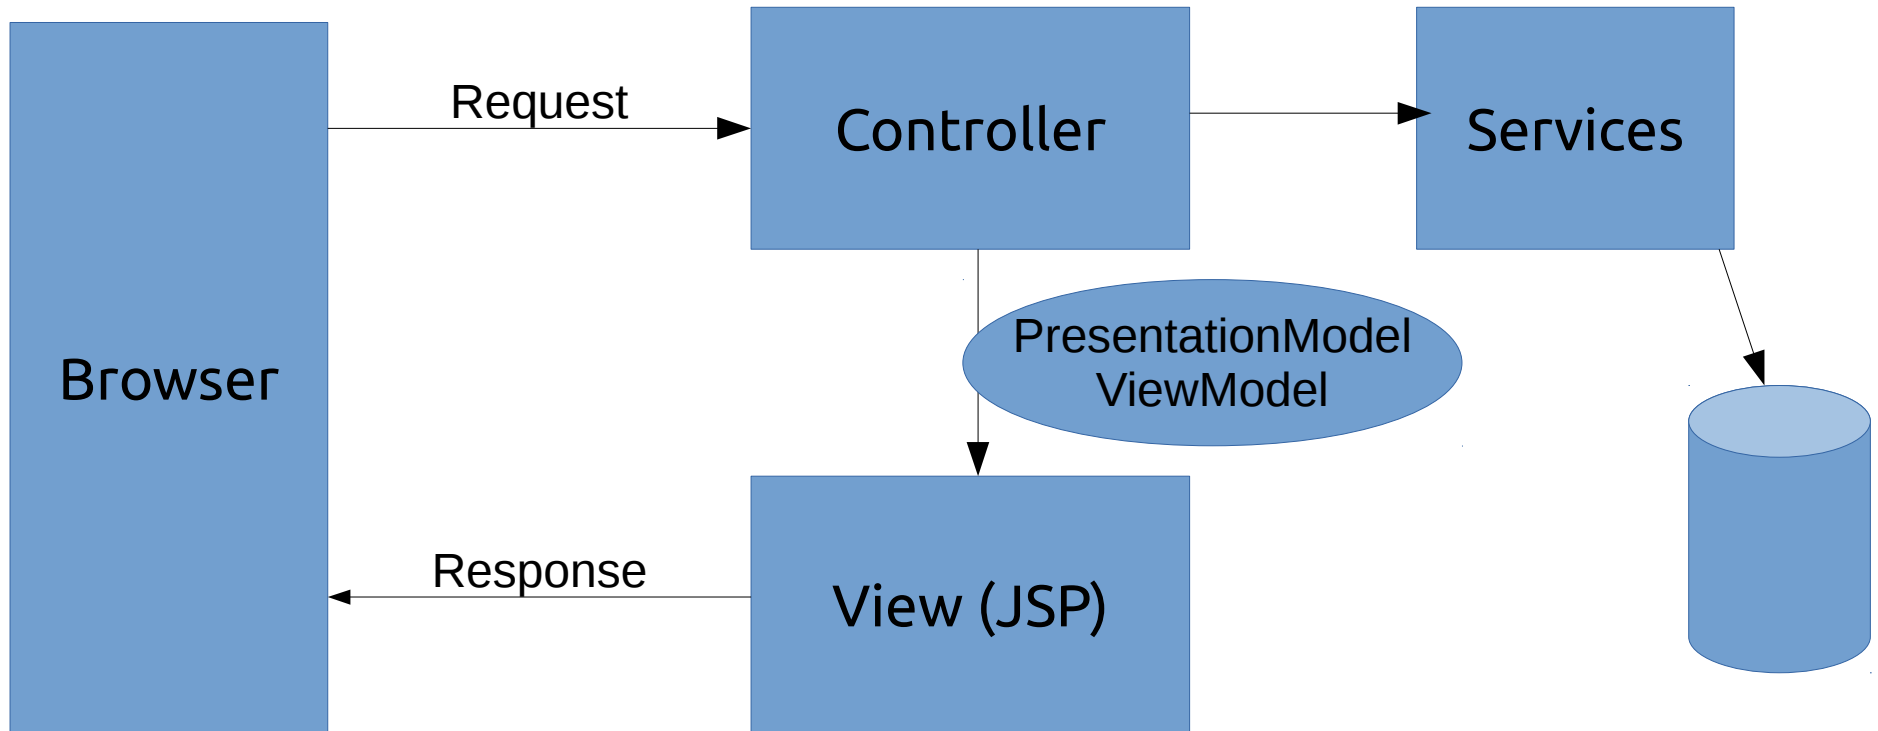 Request
Controller
Services
PresentationModel
ViewModel
Browser
Response
View (JSP)